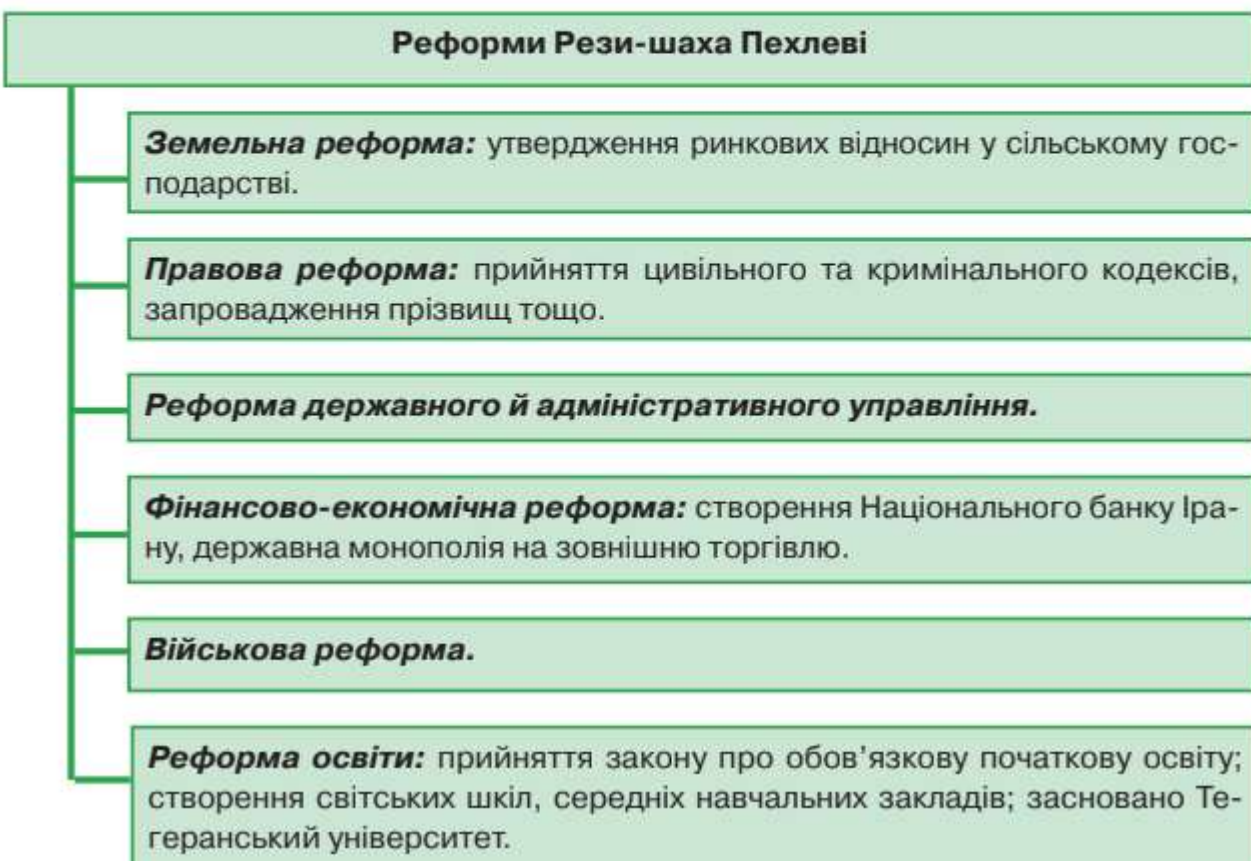 Реформи Рези-шаха Пехлеві
Земельна реформа: утвердження ринкових відносин у сільському гос-
подарстві.
Правова реформа: прийняття цивільного та кримінального кодексів,
запровадження прізвищ тощо.
Реформа державного й адміністративного управління.
Фінансово-економічна реформа: створення Національного банку Іра-
ну, державна монополія на зовнішню торгівлю.
Військова реформа.
Реформа освіти: прийняття закону про обов’язкову початкову освіту;
створення світських шкіл, середніх навчальних закладів; засновано Те-
геранський університет.